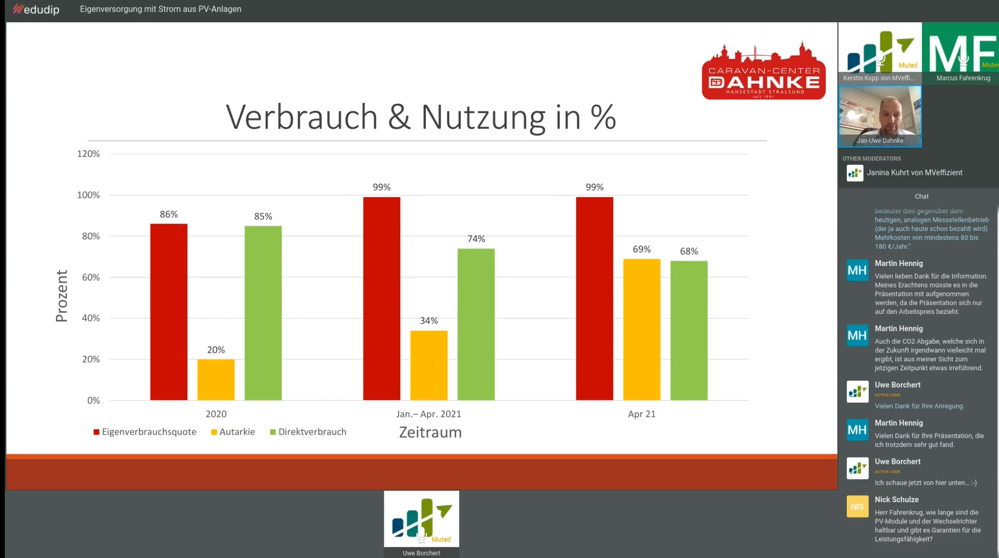 edudip
Eigenversorgung mit Strom aus PV-Anlagen
CARAVAN-CENTER
DAHNKE
HANSESTADT STRALSUND
seit 1991
Verbrauch & Nutzung in %
120%
100%
80%
60%
40%
20%
0%
Prozent
86%
20%
85%
99%
34%
74%
99%
69%
68%
2020
Jan.– Apr. 2021
Apr 21
Eigenverbrauchsquote
Autarkie
Direktverbrauch
Zeitraum
Muted
Kerstin Kopp von MVeffi...
MF
Muted
Marcus Fahrenkrug
Jan-Uwe Dahnke
OTHER MODERATORS
Janina Kuhrt von MVeffizient
Chat
bedeutet dies gegenüber dem
heutigen, analogen Messstellenbetrieb
(der ja auch heute schon bezahlt wird)
Mehrkosten von mindestens 80 bis
180 €/Jahr."
MH
Martin Hennig
Vielen lieben Dank für die Information.
Meines Erachtens müsste es in die
Präsentation mit aufgenommen
werden, da die Präsentation sich nur
auf den Arbeitspreis bezieht.
MH
Martin Hennig
Auch die CO2 Abgabe, welche sich in
der Zukunft irgendwann vielleicht mal
ergibt, ist aus meiner Sicht zum
jetzigen Zeitpunkt etwas irreführend.
Uwe Borchert
ACTIVE USER
Vielen Dank für Ihre Anregung.
MH
Martin Hennig
Vielen Dank für Ihre Präsentation, die
ich trotzdem sehr gut fand.
Uwe Borchert
ACTIVE USER
Ich schaue jetzt von hier unten... :-)
NIS
Nick Schulze
Herr Fahrenkrug, wie lange sind die
PV-Module und der Wechselrichter
haltbar und gibt es Garantien für die
Leistungsfähigkeit?
Muted
Uwe Borchert